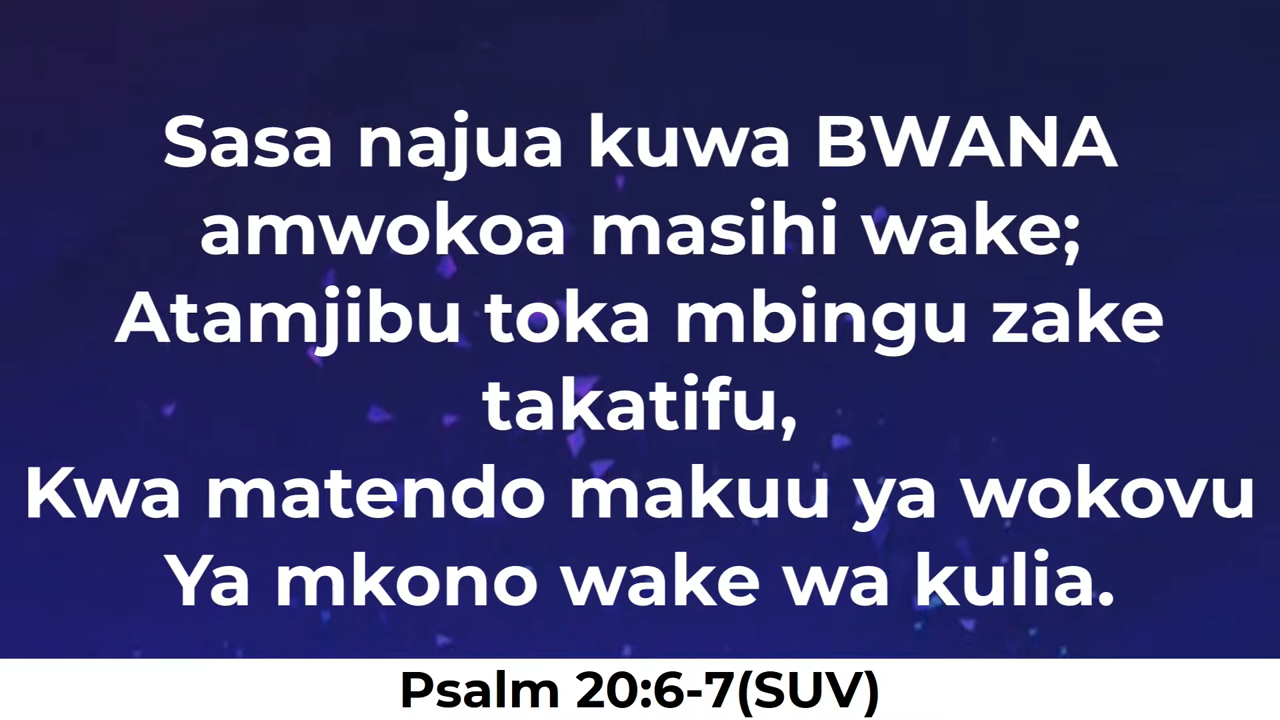 Sasa najua kuwa BWANA
amwokoa masihi wake;
Atamjibu toka mbingu zake
takatifu,
Kwa matendo makuu ya wokovu
Ya mkono wake wa kulia.
Psalm 20:6-7(SUV)